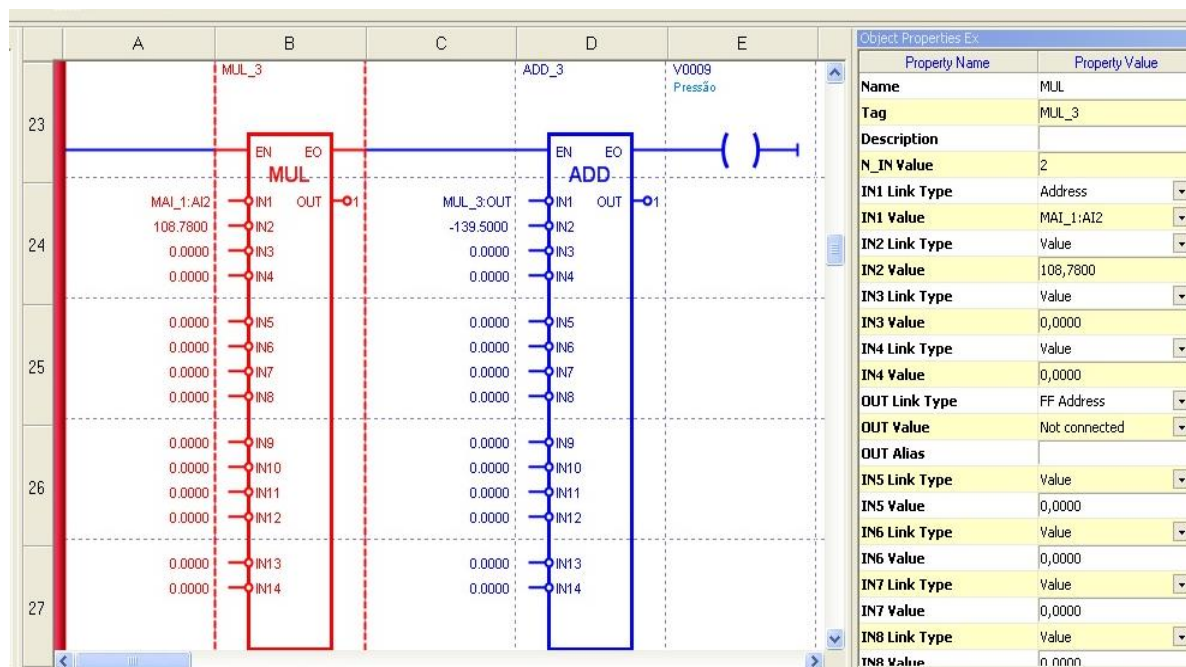 A B C D E
MUL_3 ADD_3 V0009
Pressão
23
EN EO EN EO
MUL ADD
MAI_1:AI2 IN1 OUT 1 MUL_3:OUT IN1 OUT 1
108.7800 IN2 -139.5000 IN2
24
0.0000 IN3 0.0000 IN3
0.0000 IN4 0.0000 IN4
0.0000 IN5 0.0000 IN5
0.0000 IN6 0.0000 IN6
25
0.0000 IN7 0.0000 IN7
0.0000 IN8 0.0000 IN8
0.0000 IN9 0.0000 IN9
0.0000 IN10 0.0000 IN10
26
0.0000 IN11 0.0000 IN11
0.0000 IN12 0.0000 IN12
0.0000 IN13 0.0000 IN13
0.0000 IN14 0.0000 IN14
27
Object Properties Ex
Property Name Property Value
Name MUL
Tag MUL_3
Description
N_IN Value 2
IN1 Link Type Address
IN1 Value MAI_1:AI2
IN2 Link Type Value
IN2 Value 108,7800
IN3 Link Type Value
IN3 Value 0,0000
IN4 Link Type Value
IN4 Value 0,0000
OUT Link Type FF Address
OUT Value Not connected
OUT Alias
IN5 Link Type Value
IN5 Value 0,0000
IN6 Link Type Value
IN6 Value 0,0000
IN7 Link Type Value
IN7 Value 0,0000
IN8 Link Type Value
IN8 Value 0,0000